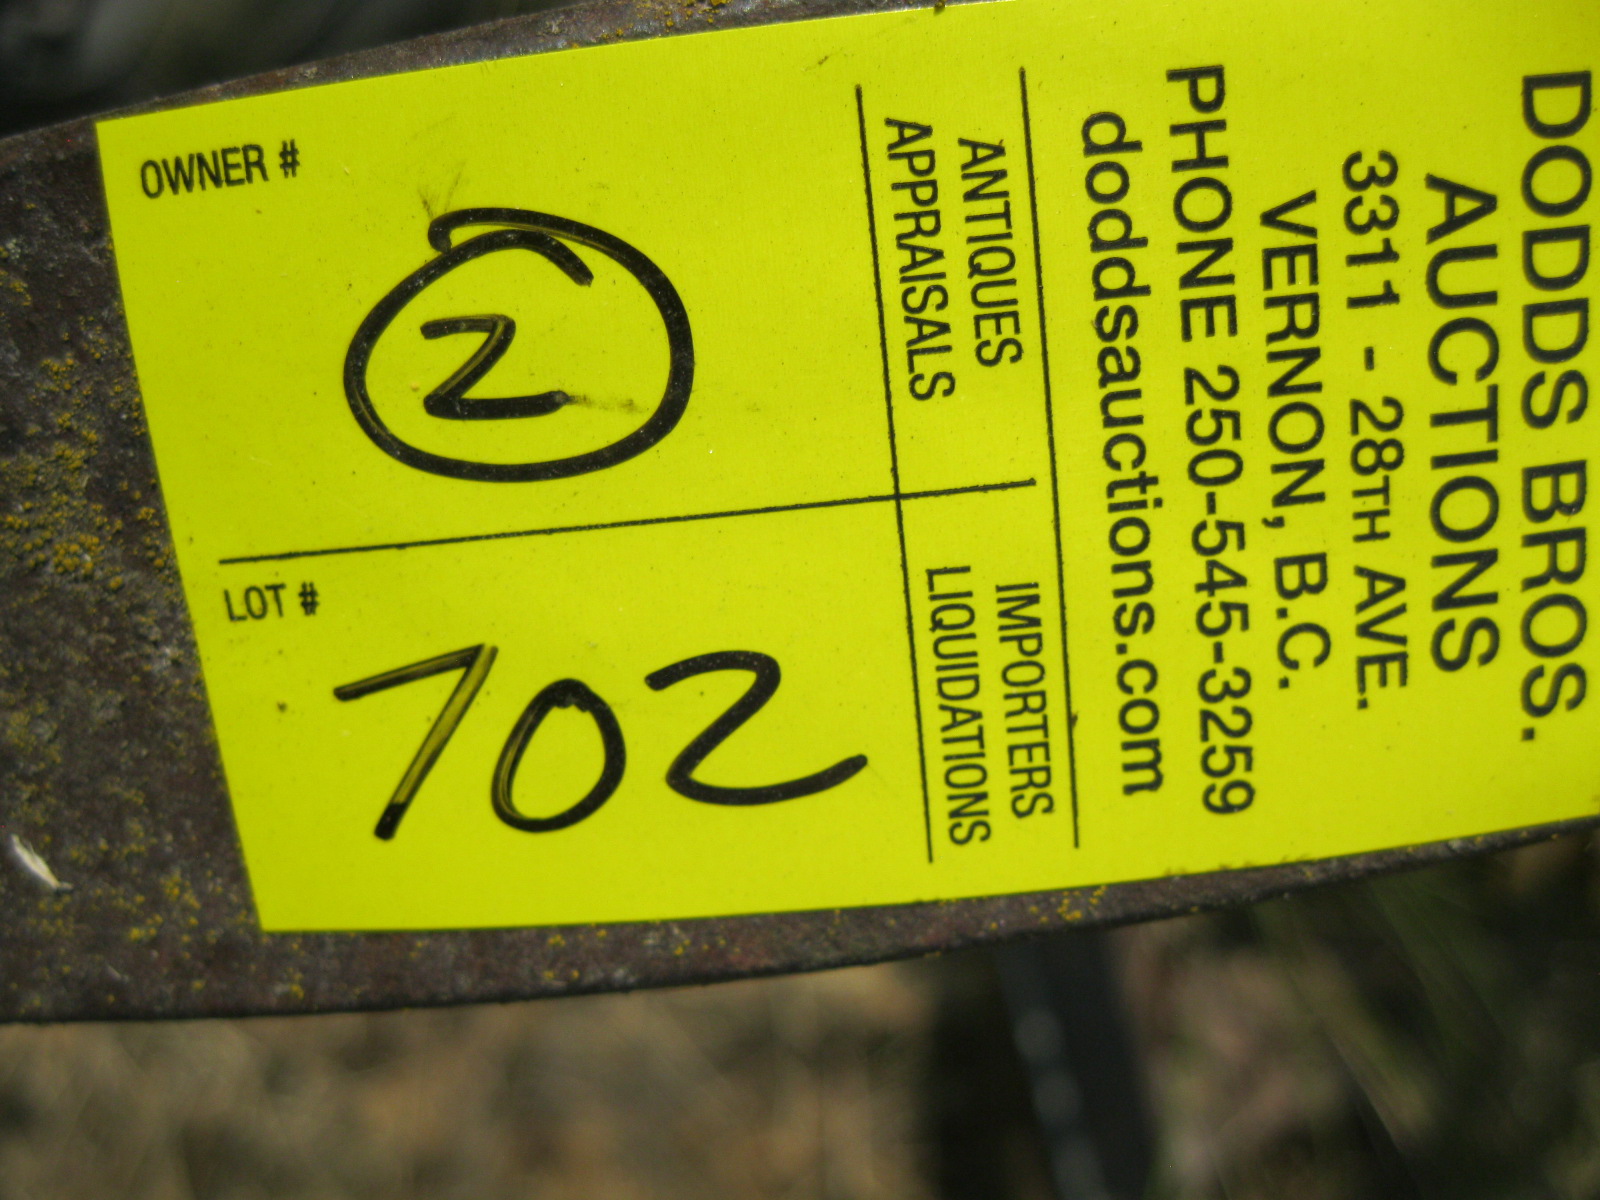 DODDS BROS.
AUCTIONS
3311 - 28TH AVE.
VERNON, B.C.
PHONE 250-545-3259
doddsauctions.com
ANTIQUES
APPRAISALS
IMPORTERS
LIQUIDATIONS
OWNER #
2
LOT #
702